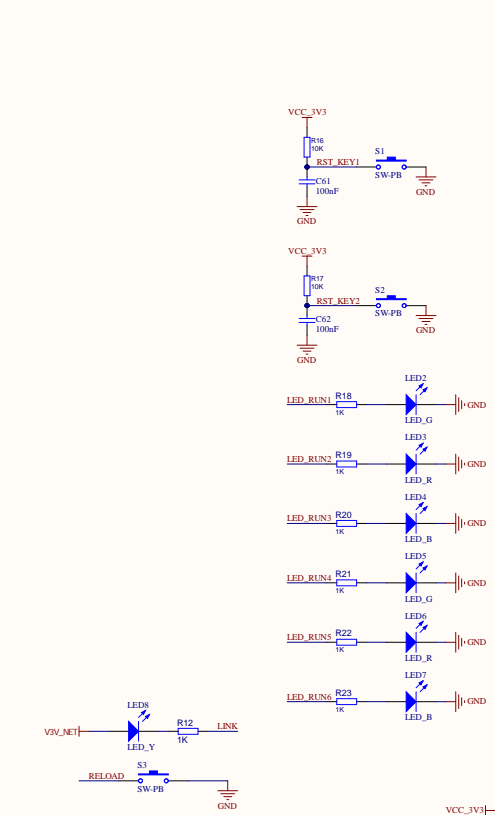 VCC_3V3
R16
10K
S1
RST_KEY1
SW-PB
C61
100nF
GND
GND
VCC_3V3
R17
10K
S2
RST_KEY2
SW-PB
C62
100nF
GND
GND
LED2
LED_RUN1
R18
1K
GND
LED_G
LED3
LED_RUN2
R19
1K
GND
LED_R
LED4
LED_RUN3
R20
1K
GND
LED_B
LED5
LED_RUN4
R21
1K
GND
LED_G
LED6
LED_RUN5
R22
1K
GND
LED_R
LED7
LED_RUN6
R23
1K
GND
LED_B
LED8
V3V_NET
R12
LINK
1K
LED_Y
S3
RELOAD
SW-PB
GND
VCC_3V3